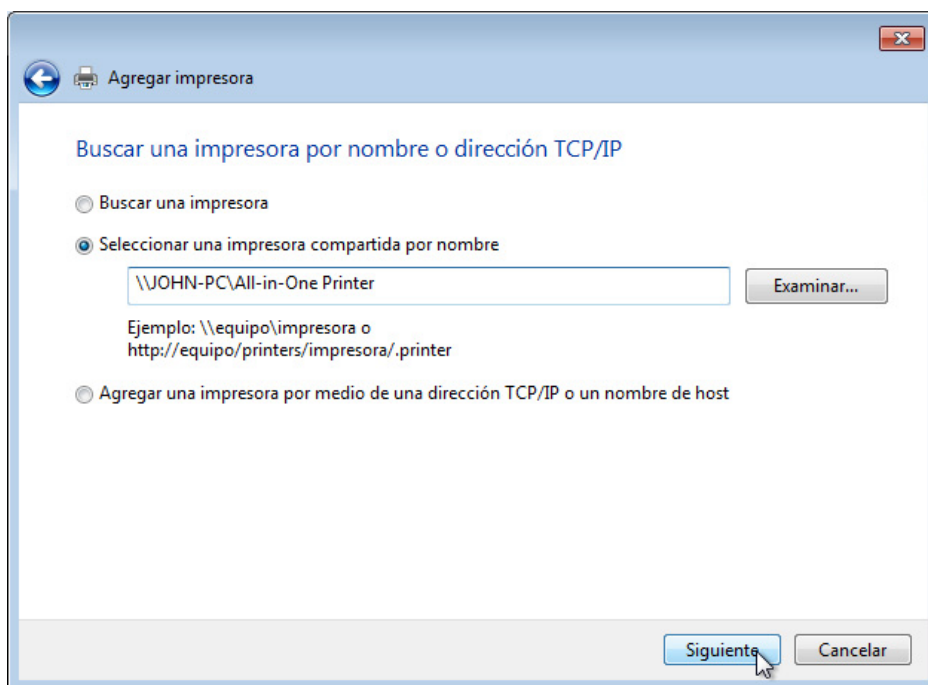 Agregar impresora
Buscar una impresora por nombre o dirección TCP/IP
Buscar una impresora
Seleccionar una impresora compartida por nombre
\\JOHN-PC\All-in-One Printer
Examinar...
Ejemplo: \\equipo\impresora o
http://equipo/printers/impresora/.printer
Agregar una impresora por medio de una dirección TCP/IP o un nombre de host
Siguiente
Cancelar